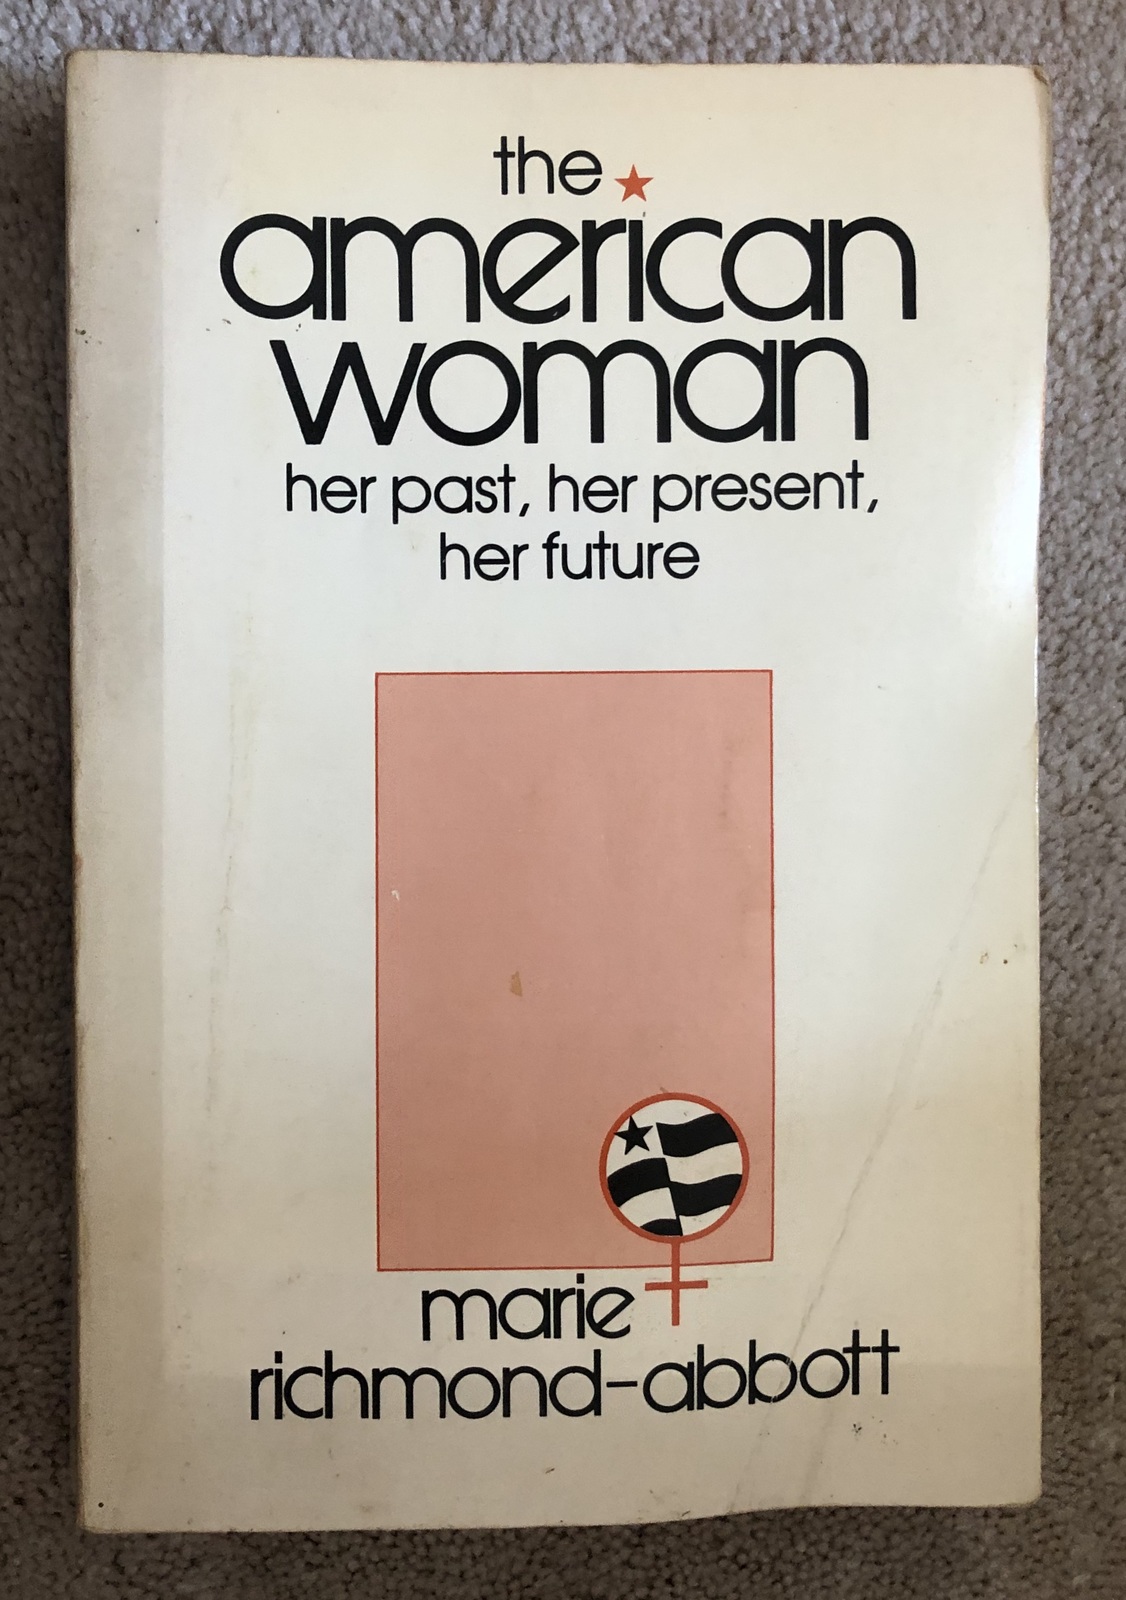 the
american
woman
her past, her present,
her future
marie
richmond-abbott